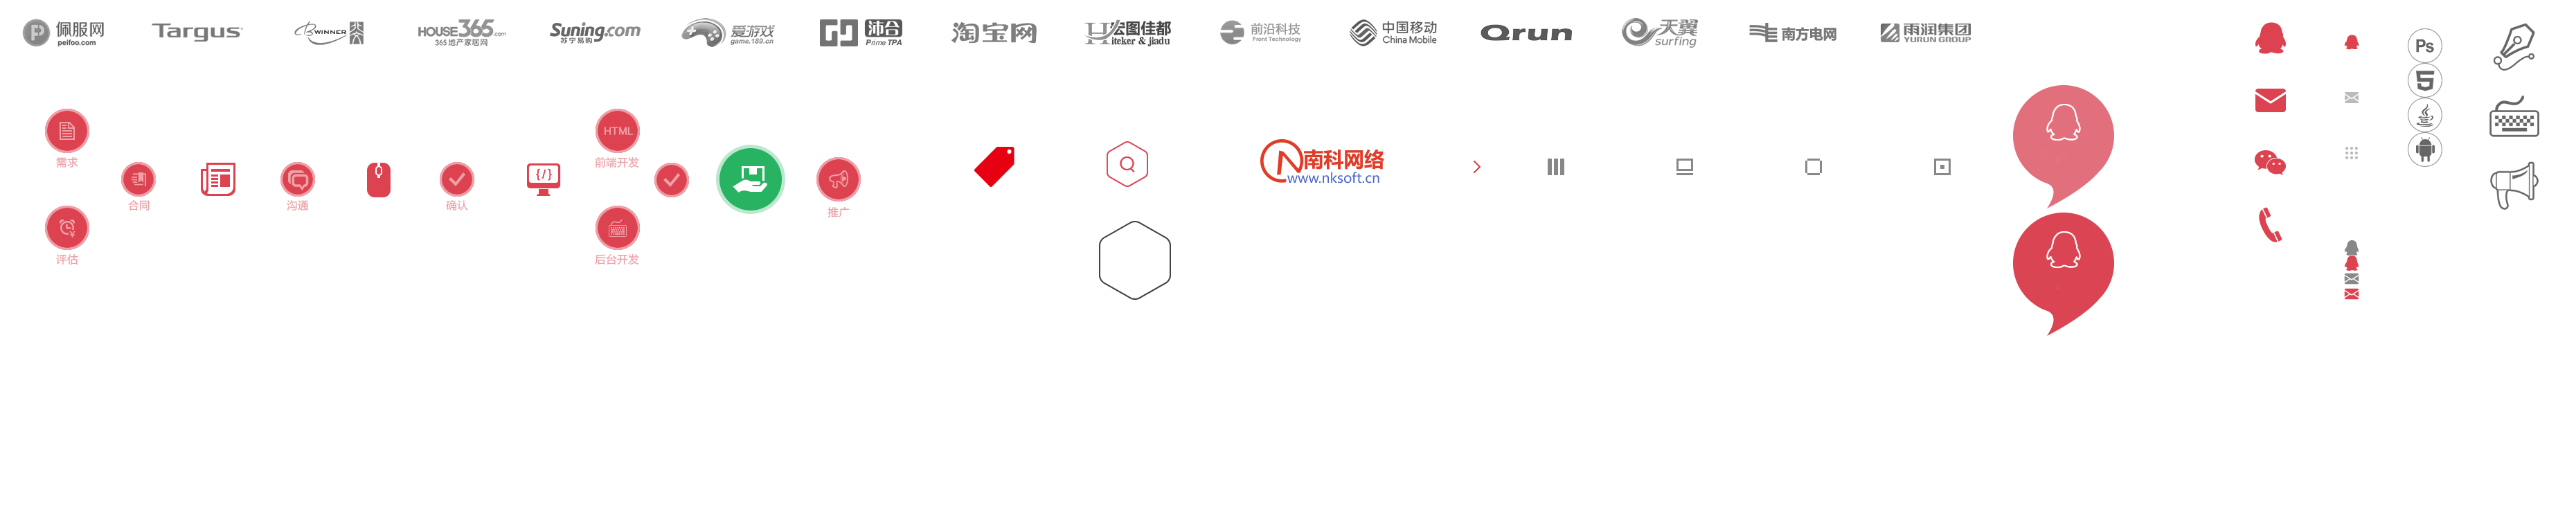 佩服网
peifoo.com
Targus
WINNER
HOUSE365.com
365地产家居网
Suning.com
苏宁易购
爱游戏
game.189.cn
沛合
Prime TPA
淘宝网
宏图佳都
Hiteker & jiadu
前沿科技
Front Technology
中国移动
China Mobile
Qrun
天翼
surfing
南方电网
雨润集团
YURUN GROUP
Ps
需求
合同
沟通
确认
{/}
HTML
前端开发
推广
南科网络
www.nksoft.cn
评估
后台开发